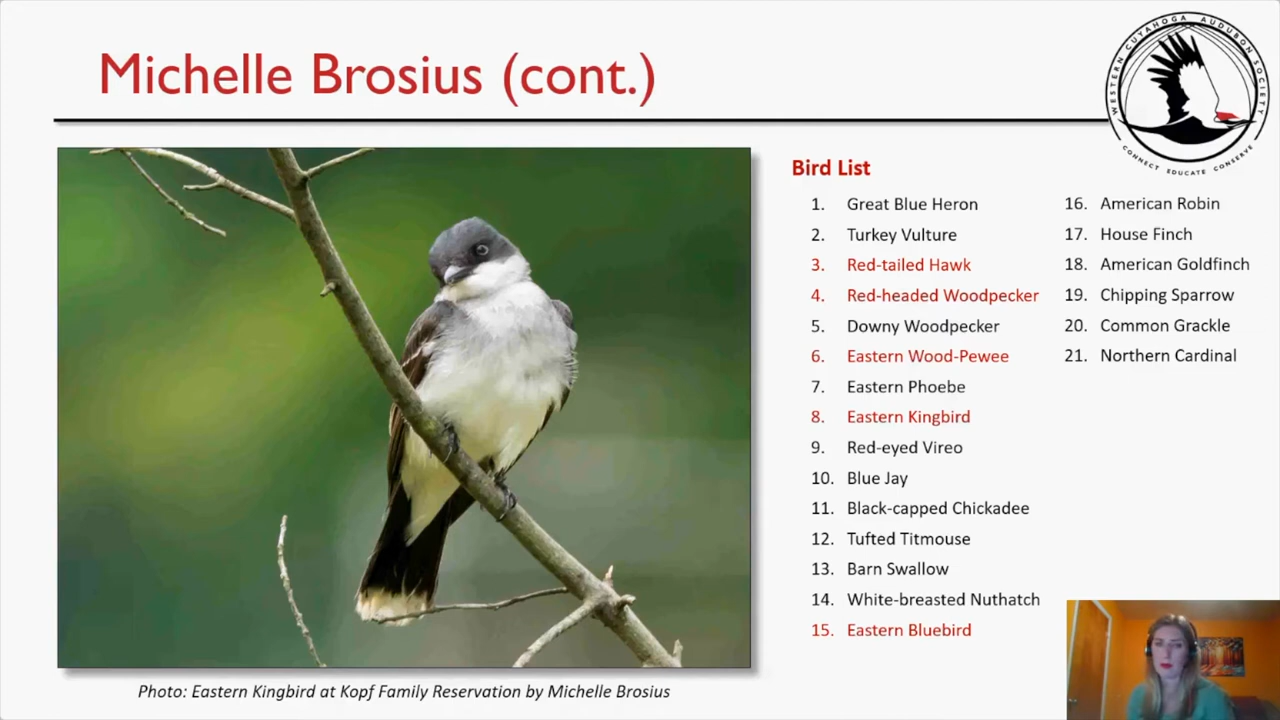 Michelle Brosius (cont.)
WESTERN CUYAHOGA AUDUBON SOCIETY
CONNECT EDUCATE CONSERVE
Bird List
1. Great Blue Heron
2. Turkey Vulture
3. Red-tailed Hawk
4. Red-headed Woodpecker
5. Downy Woodpecker
6. Eastern Wood-Pewee
7. Eastern Phoebe
8. Eastern Kingbird
9. Red-eyed Vireo
10. Blue Jay
11. Black-capped Chickadee
12. Tufted Titmouse
13. Barn Swallow
14. White-breasted Nuthatch
15. Eastern Bluebird
16. American Robin
17. House Finch
18. American Goldfinch
19. Chipping Sparrow
20. Common Grackle
21. Northern Cardinal
Photo: Eastern Kingbird at Kopf Family Reservation by Michelle Brosius